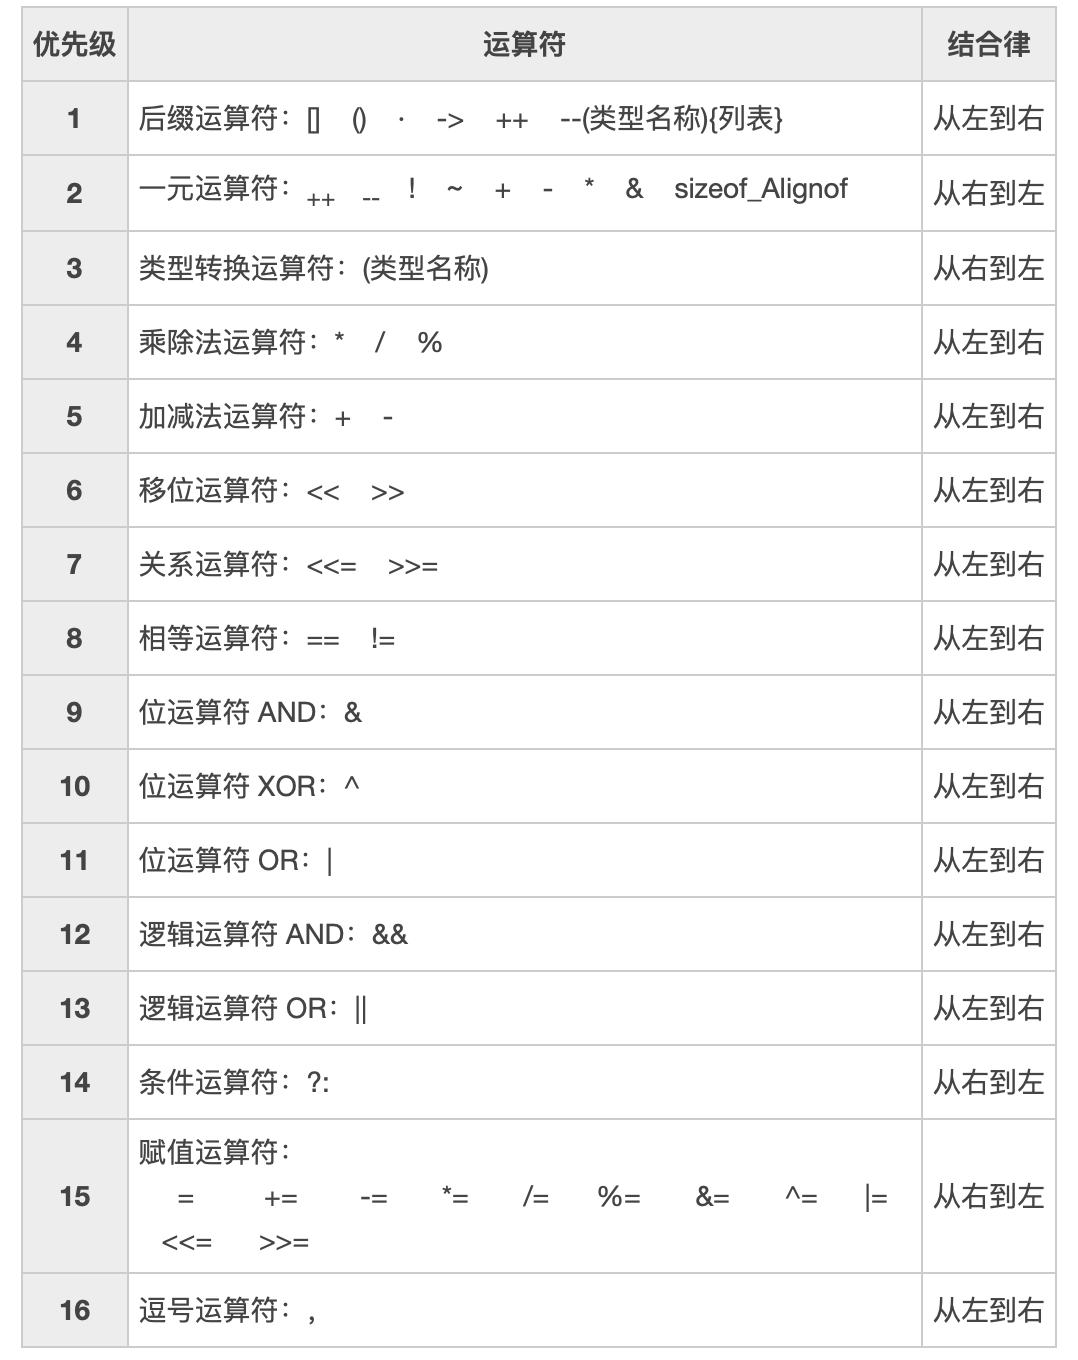 优先级 运算符 结合律
1 后缀运算符：[] () · -> ++ --(类型名称){列表} 从左到右
2 一元运算符：++ -- ! ~ + - * & sizeof_Alignof 从右到左
3 类型转换运算符：(类型名称) 从右到左
4 乘除法运算符：* / % 从左到右
5 加减法运算符：+ - 从左到右
6 移位运算符：<< >> 从左到右
7 关系运算符：<<= >>= 从左到右
8 相等运算符：== != 从左到右
9 位运算符 AND：& 从左到右
10 位运算符 XOR：^ 从左到右
11 位运算符 OR：| 从左到右
12 逻辑运算符 AND：&& 从左到右
13 逻辑运算符 OR：|| 从左到右
14 条件运算符：?: 从右到左
赋值运算符：
15 = += -= *= /= %= &= ^= |= 从右到左
<<= >>=
16 逗号运算符：, 从左到右